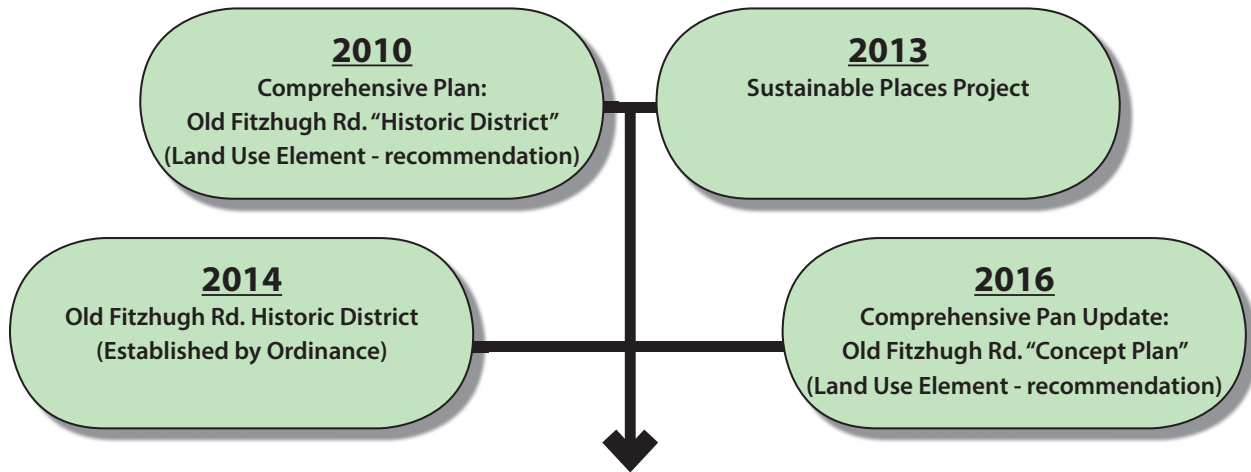 2010
Comprehensive Plan:
Old Fitzhugh Rd. “Historic District”
(Land Use Element - recommendation)
2013
Sustainable Places Project
2014
Old Fitzhugh Rd. Historic District
(Established by Ordinance)
2016
Comprehensive Pan Update:
Old Fitzhugh Rd. “Concept Plan”
(Land Use Element - recommendation)